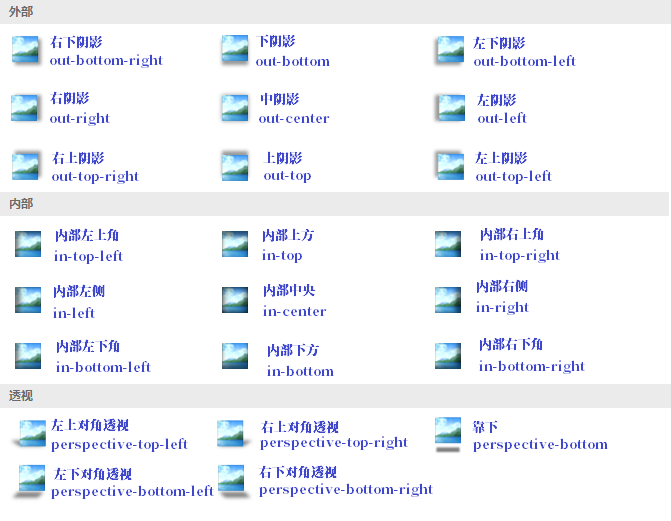 外部
右下阴影
out-bottom-right
下阴影
out-bottom
左下阴影
out-bottom-left
右阴影
out-right
中阴影
out-center
左阴影
out-left
右上阴影
out-top-right
上阴影
out-top
左上阴影
out-top-left
内部
内部左上角
in-top-left
内部上方
in-top
内部右上角
in-top-right
内部左侧
in-left
内部中央
in-center
内部右侧
in-right
内部左下角
in-bottom-left
内部下方
in-bottom
内部右下角
in-bottom-right
透视
左上对角透视
perspective-top-left
右上对角透视
perspective-top-right
靠下
perspective-bottom
左下对角透视
perspective-bottom-left
右下对角透视
perspective-bottom-right